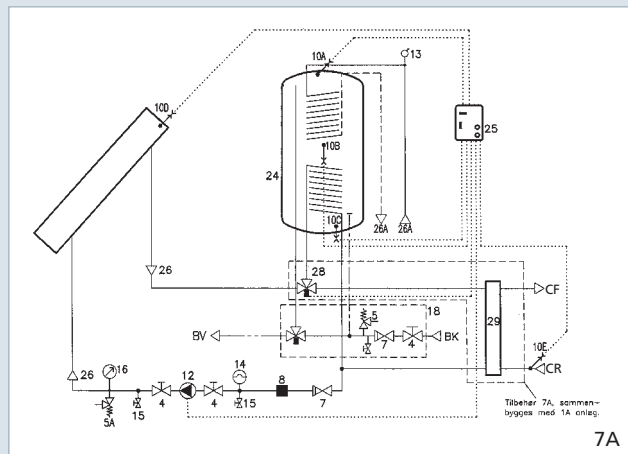 10A
13
10D
25
10B
24
10C
26A
26A
26
28
CF
5
18
29
BV
7
4
BK
10E
26
16
14
12
8
CR
15
4
4
15
7
5A
Tilbehør 7A, sammen-
bygges med 1A anlæg.
7A